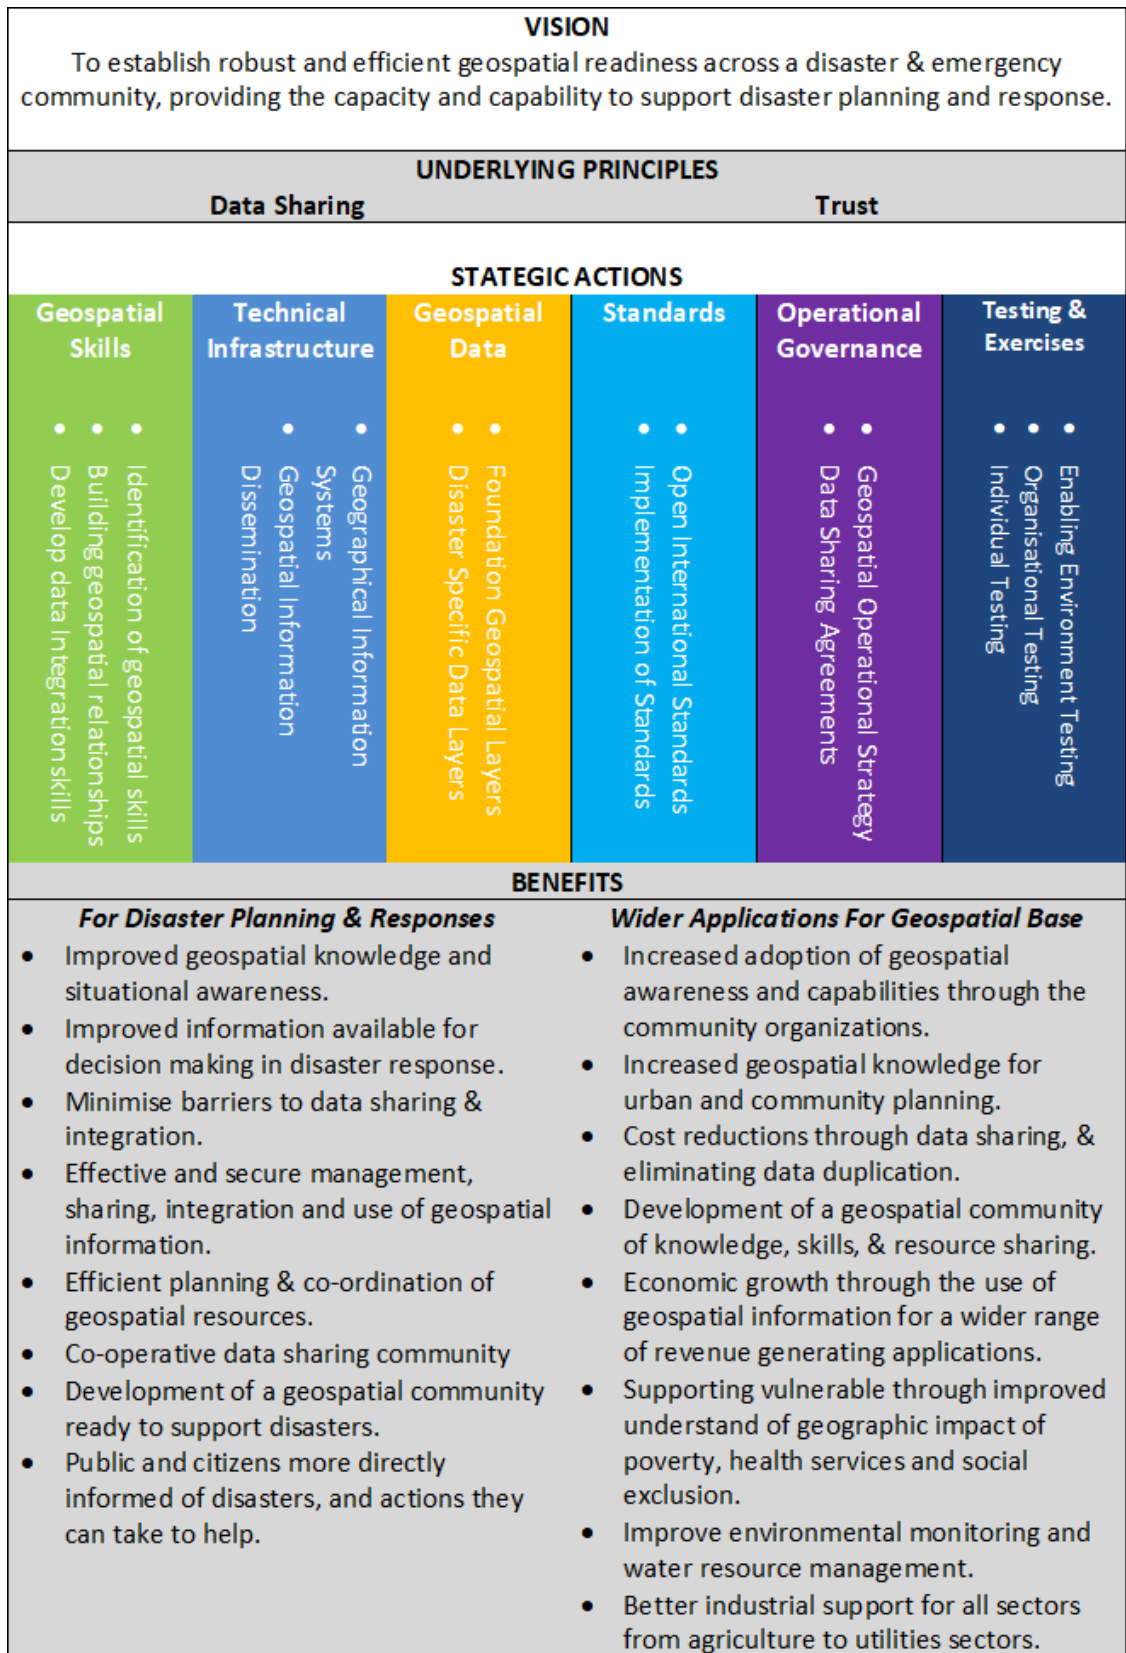 VISION
To establish robust and efficient geospatial readiness across a disaster & emergency
community, providing the capacity and capability to support disaster planning and response.
UNDERLYING PRINCIPLES
Data Sharing
Trust
STATEGIC ACTIONS
Geospatial
Skills
• Identification of geospatial skills
• Building geospatial relationships
• Develop data Integration skills
Technical
Infrastructure
• Geographical Information
Systems
• Geospatial Information
Dissemination
Geospatial
Data
• Foundation Geospatial Layers
• Disaster Specific Data Layers
Standards
• Open International Standards
• Implementation of Standards
Operational
Governance
• Geospatial Operational Strategy
• Data Sharing Agreements
Testing &
Exercises
• Enabling Environment Testing
• Organisational Testing
• Individual Testing
BENEFITS
For Disaster Planning & Responses
• Improved geospatial knowledge and
situational awareness.
• Improved information available for
decision making in disaster response.
• Minimise barriers to data sharing &
integration.
• Effective and secure management,
sharing, integration and use of geospatial
information.
• Efficient planning & co-ordination of
geospatial resources.
• Co-operative data sharing community
• Development of a geospatial community
ready to support disasters.
• Public and citizens more directly
informed of disasters, and actions they
can take to help.
Wider Applications For Geospatial Base
• Increased adoption of geospatial
awareness and capabilities through the
community organizations.
• Increased geospatial knowledge for
urban and community planning.
• Cost reductions through data sharing, &
eliminating data duplication.
• Development of a geospatial community
of knowledge, skills, & resource sharing.
• Economic growth through the use of
geospatial information for a wider range
of revenue generating applications.
• Supporting vulnerable through improved
understand of geographic impact of
poverty, health services and social
exclusion.
• Improve environmental monitoring and
water resource management.
• Better industrial support for all sectors
from agriculture to utilities sectors.